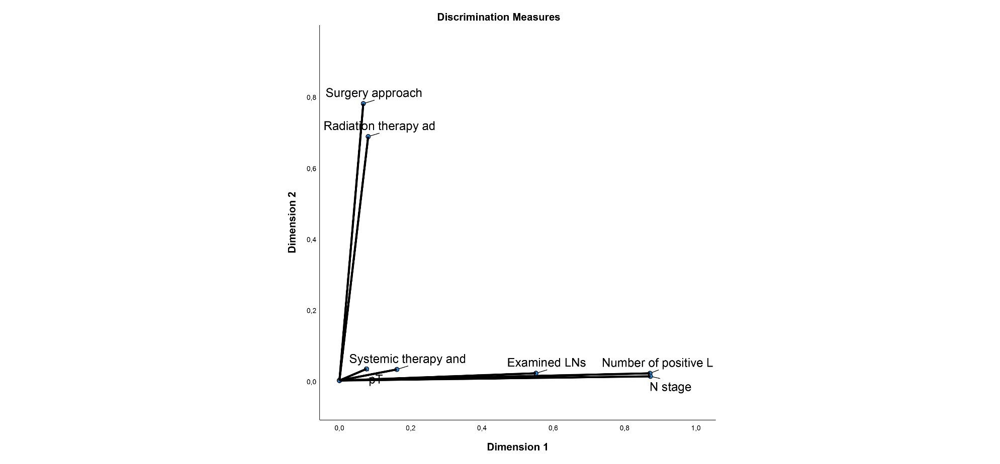 Discrimination Measures
Surgery approach
Radiation therapy ad
Systemic therapy and
pT
Examined LNs
Number of positive L
N stage
Dimension 2
0,8
0,6
0,4
0,2
0,0
0,0
0,2
0,4
0,6
0,8
1,0
Dimension 1